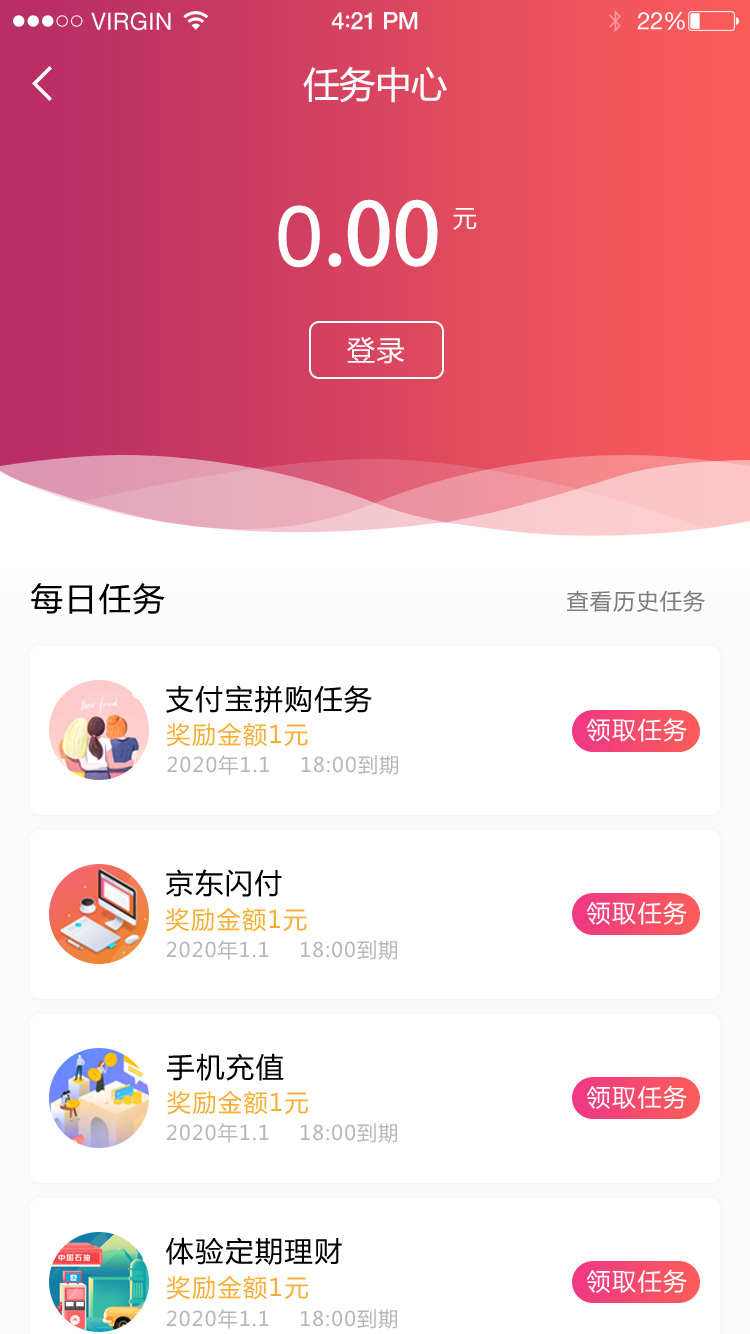 VIRGIN 4:21 PM 22%
任务中心
0.00 元
登录
每日任务 查看历史任务
支付宝拼购任务
奖励金额1元
2020年1.1 18:00到期
领取任务
京东闪付
奖励金额1元
2020年1.1 18:00到期
领取任务
手机充值
奖励金额1元
2020年1.1 18:00到期
领取任务
中国石油
体验定期理财
奖励金额1元
2020年1.1 18:00到期
领取任务